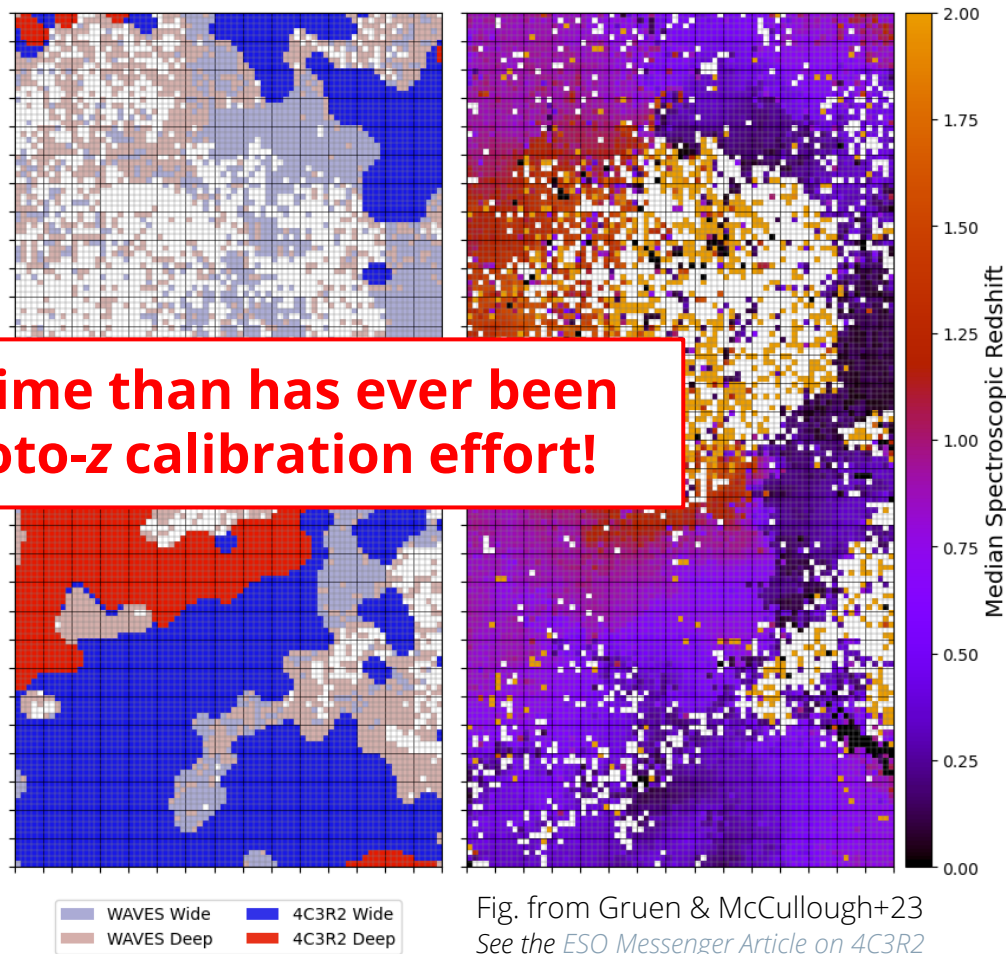 ime than has ever been
oto-z calibration effort!
2.00
1.75
1.50
1.25
1.00
0.75
0.50
0.25
0.00
Median Spectroscopic Redshift
WAVES Wide
WAVES Deep
4C3R2 Wide
4C3R2 Deep
Fig. from Gruen & McCullough+23
See the ESO Messenger Article on 4C3R2